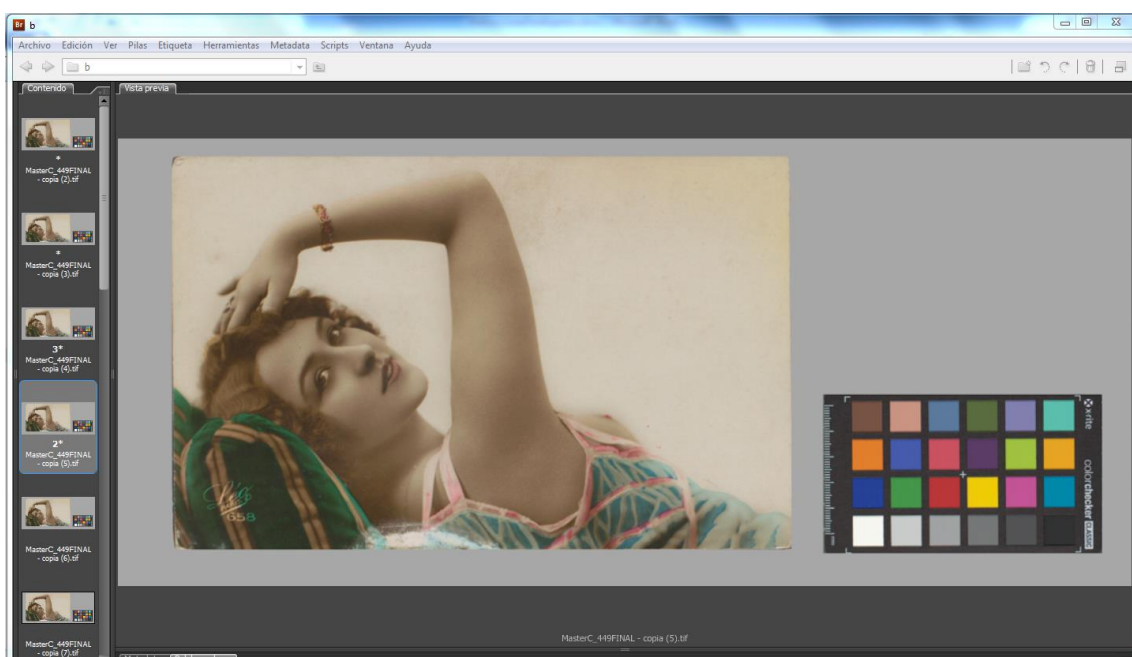 Br b
Archivo Edición Ver Pilas Etiqueta Herramientas Metadata Scripts Ventana Ayuda
b
Contenido
Vista previa
*
MasterC_449FINAL
- copia (2).tif
*
MasterC_449FINAL
- copia (3).tif
3*
MasterC_449FINAL
- copia (4).tif
2*
MasterC_449FINAL
- copia (5).tif
MasterC_449FINAL
- copia (6).tif
MasterC_449FINAL
- copia (7).tif
658
x·rite
colorchecker CLASSIC
MasterC_449FINAL - copia (5).tif